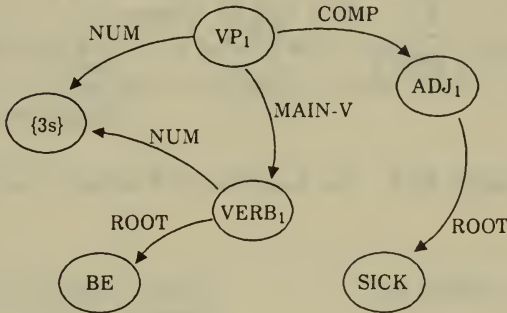 NUM
VP₁
COMP
{3s}
ADJ₁
NUM
MAIN-V
ROOT
VERB₁
ROOT
BE
SICK